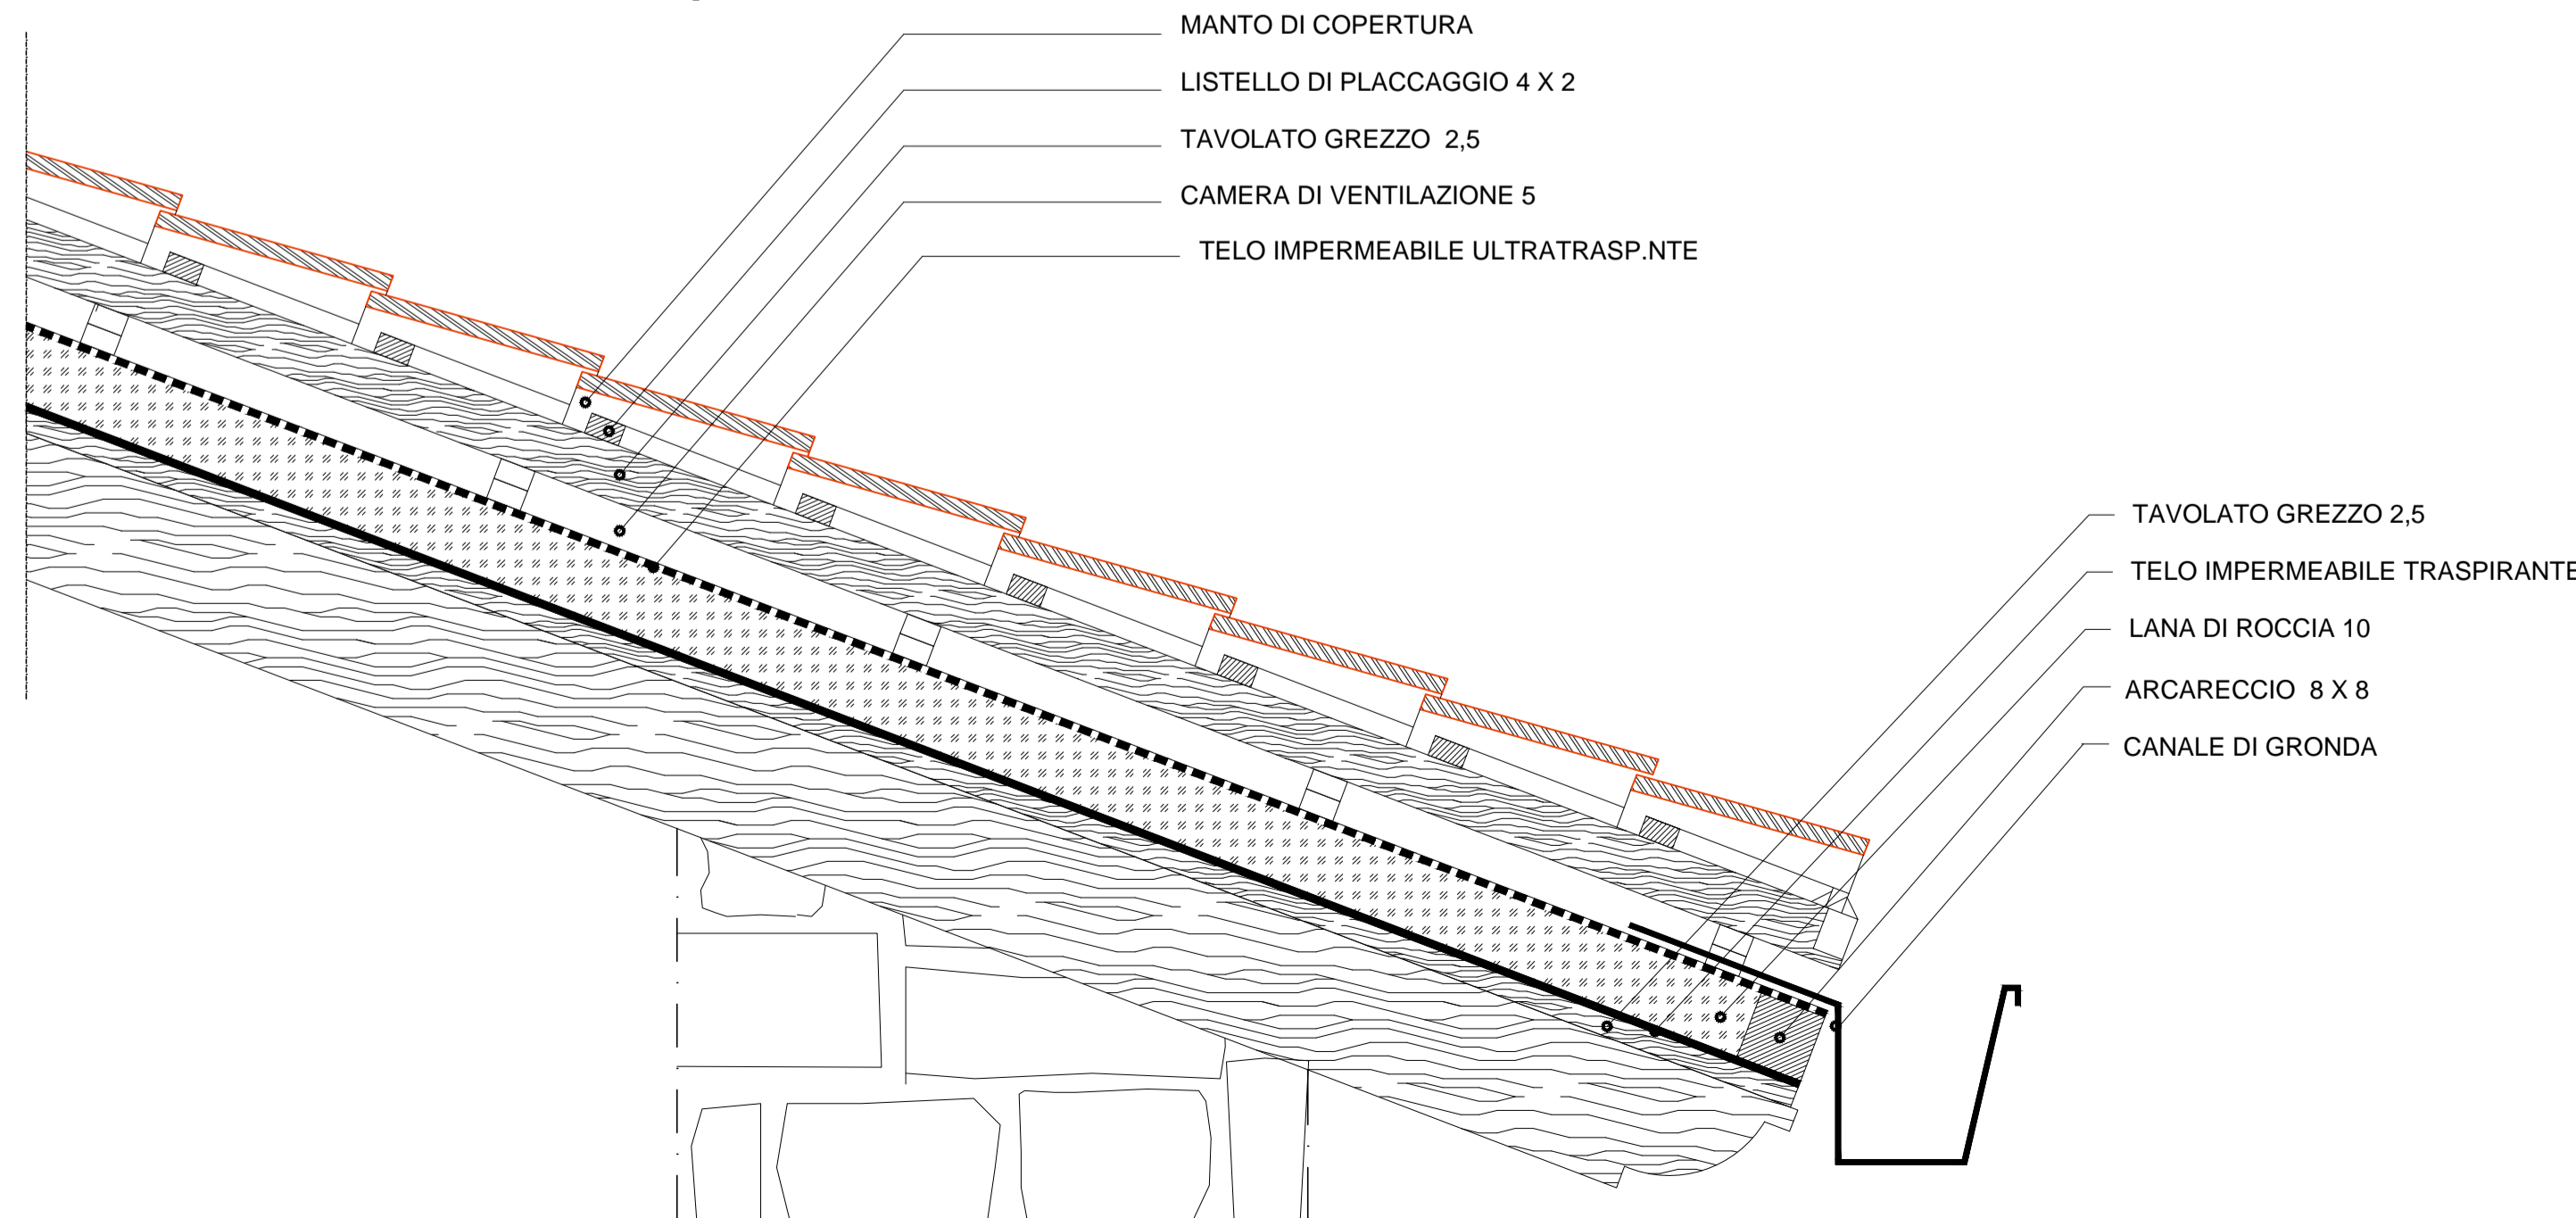 MANTO DI COPERTURA
LISTELLO DI PLACCAGGIO 4 X 2
TAVOLATO GREZZO  2,5
CAMERA DI VENTILAZIONE 5
TELO IMPERMEABILE ULTRATRASP.NTE
TAVOLATO GREZZO 2,5
TELO IMPERMEABILE TRASPIRANTE
LANA DI ROCCIA 10
ARCARECCIO  8 X 8
CANALE DI GRONDA